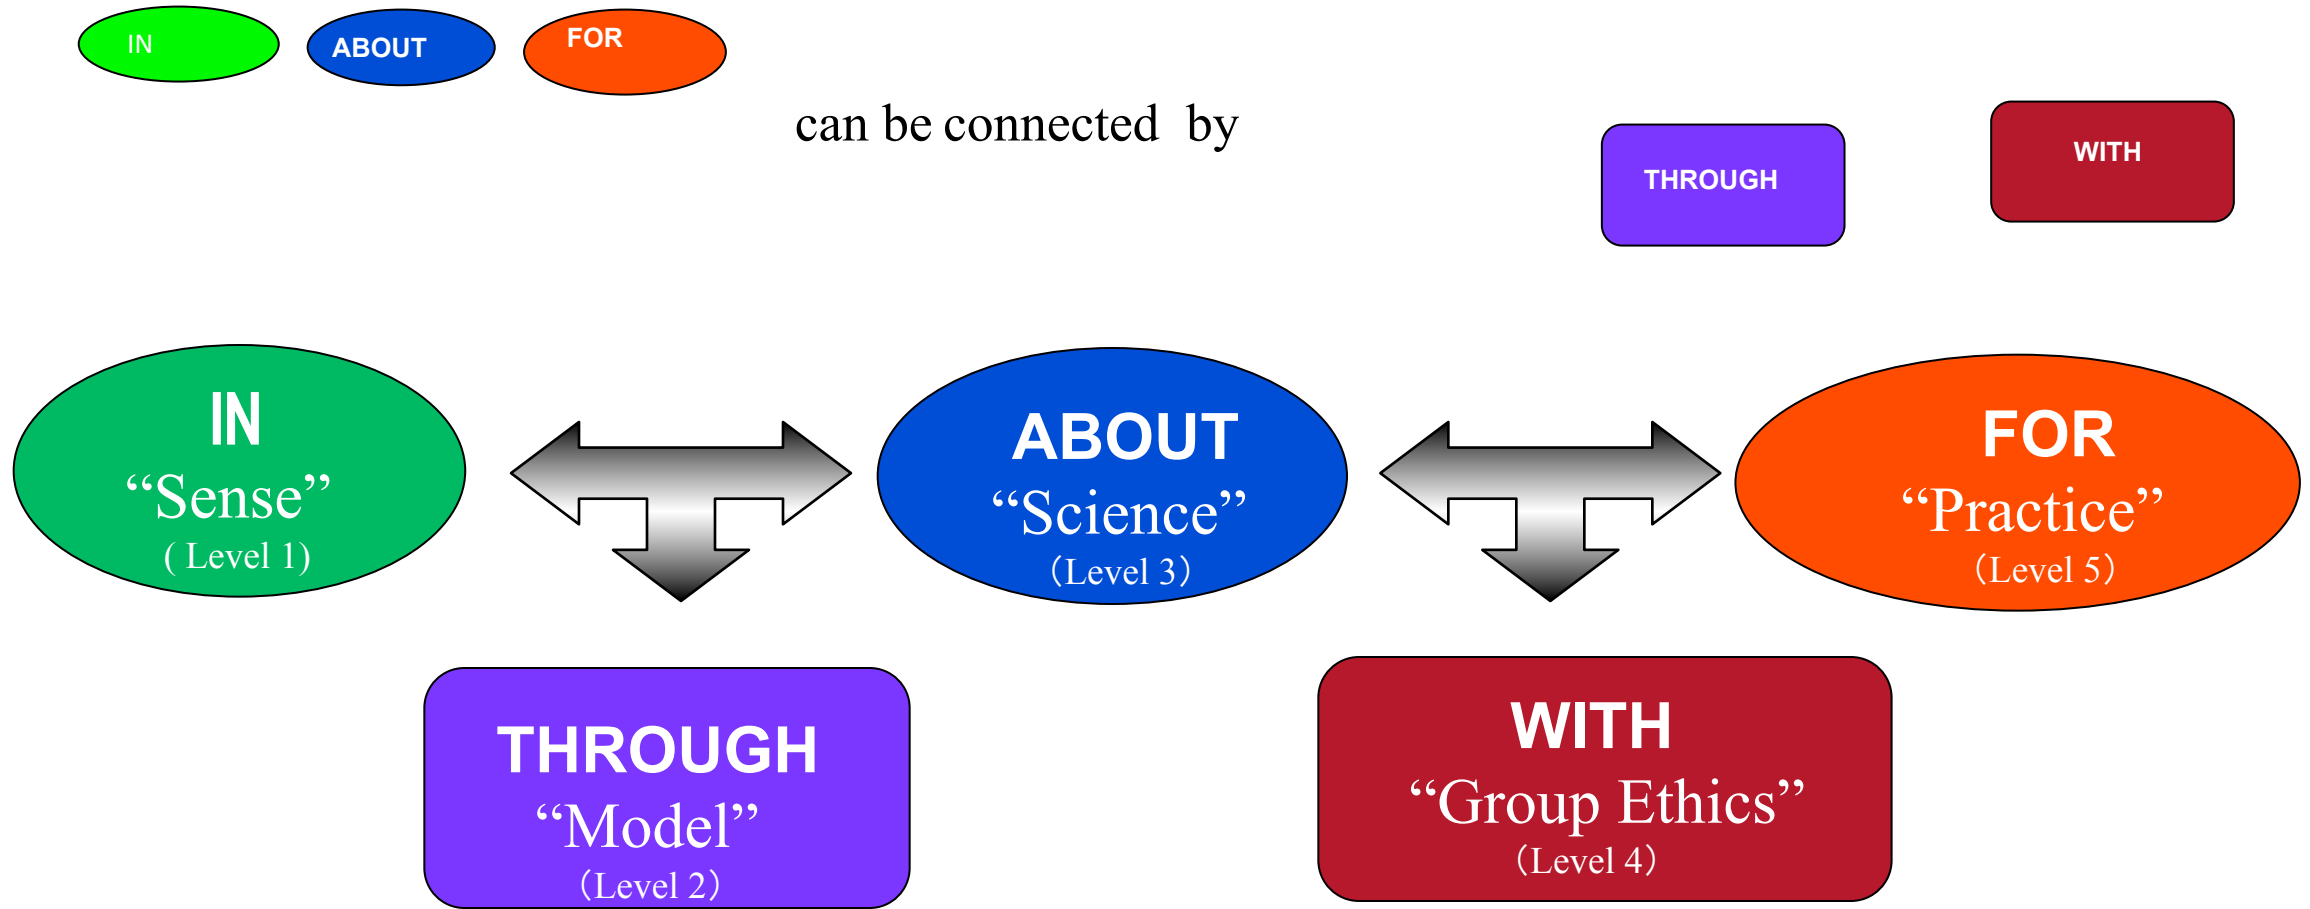 IN
ABOUT
FOR
can be connected by
THROUGH
WITH
IN
“Sense”
( Level 1)
ABOUT
“Science”
（Level 3）
FOR
“Practice”
（Level 5）
THROUGH
“Model”
（Level 2）
WITH
“Group Ethics”
（Level 4）